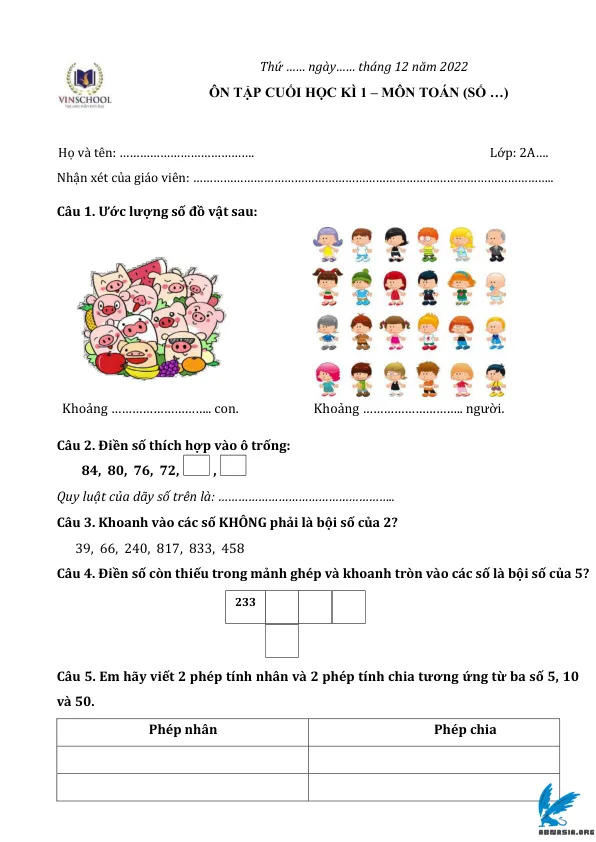 Thứ …… ngày…… tháng 12 năm 2022
VINSCHOOL
ÔN TẬP CUỐI HỌC KÌ 1 – MÔN TOÁN (SỐ …)
Họ và tên: …………………………………. Lớp: 2A….
Nhận xét của giáo viên: ……………………………………………………………………………………………..
Câu 1. Ước lượng số đồ vật sau:
Khoảng ……………………….. con. Khoảng ……………………….. người.
Câu 2. Điền số thích hợp vào ô trống:
84, 80, 76, 72, ,
Quy luật của dãy số trên là: ……………………………………………..
Câu 3. Khoanh vào các số KHÔNG phải là bội số của 2?
39, 66, 240, 817, 833, 458
Câu 4. Điền số còn thiếu trong mảnh ghép và khoanh tròn vào các số là bội số của 5?
233
Câu 5. Em hãy viết 2 phép tính nhân và 2 phép tính chia tương ứng từ ba số 5, 10
và 50.
Phép nhân Phép chia
ABNASIA.ORG